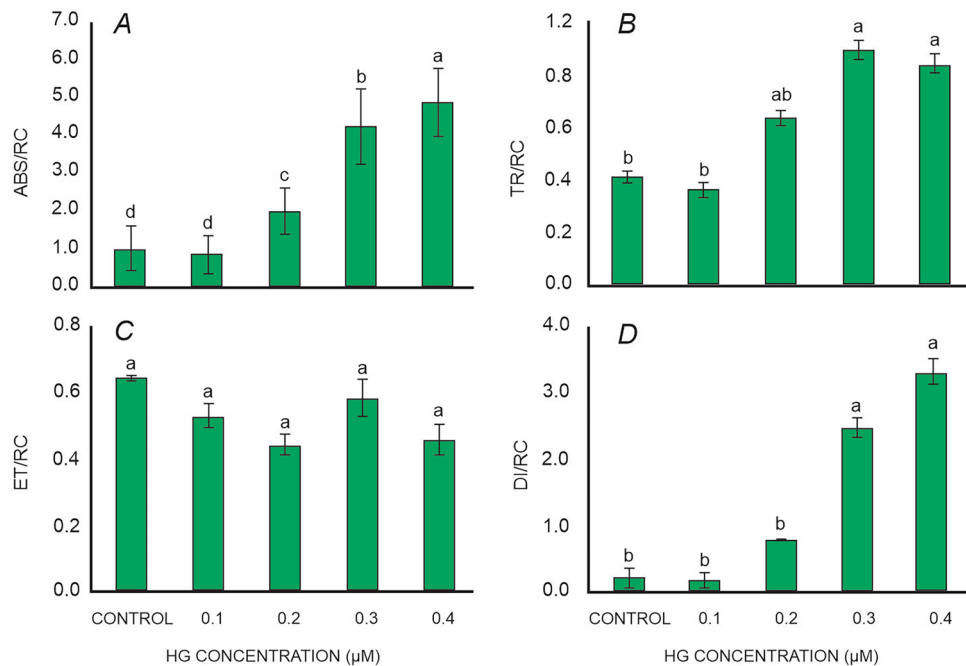 A
7.0
6.0
5.0
4.0
3.0
2.0
1.0
0.0
ABS/RC
d
d
c
b
a
B
1.2
0.8
0.6
0.4
0.2
0.0
TR/RC
b
b
ab
a
a
C
0.8
0.6
0.4
0.2
0.0
ET/RC
a
a
a
a
a
CONTROL 0.1 0.2 0.3 0.4
HG CONCENTRATION (µM)
D
4.0
3.0
2.0
1.0
0.0
DI/RC
b
b
b
a
a
CONTROL 0.1 0.2 0.3 0.4
HG CONCENTRATION (µM)